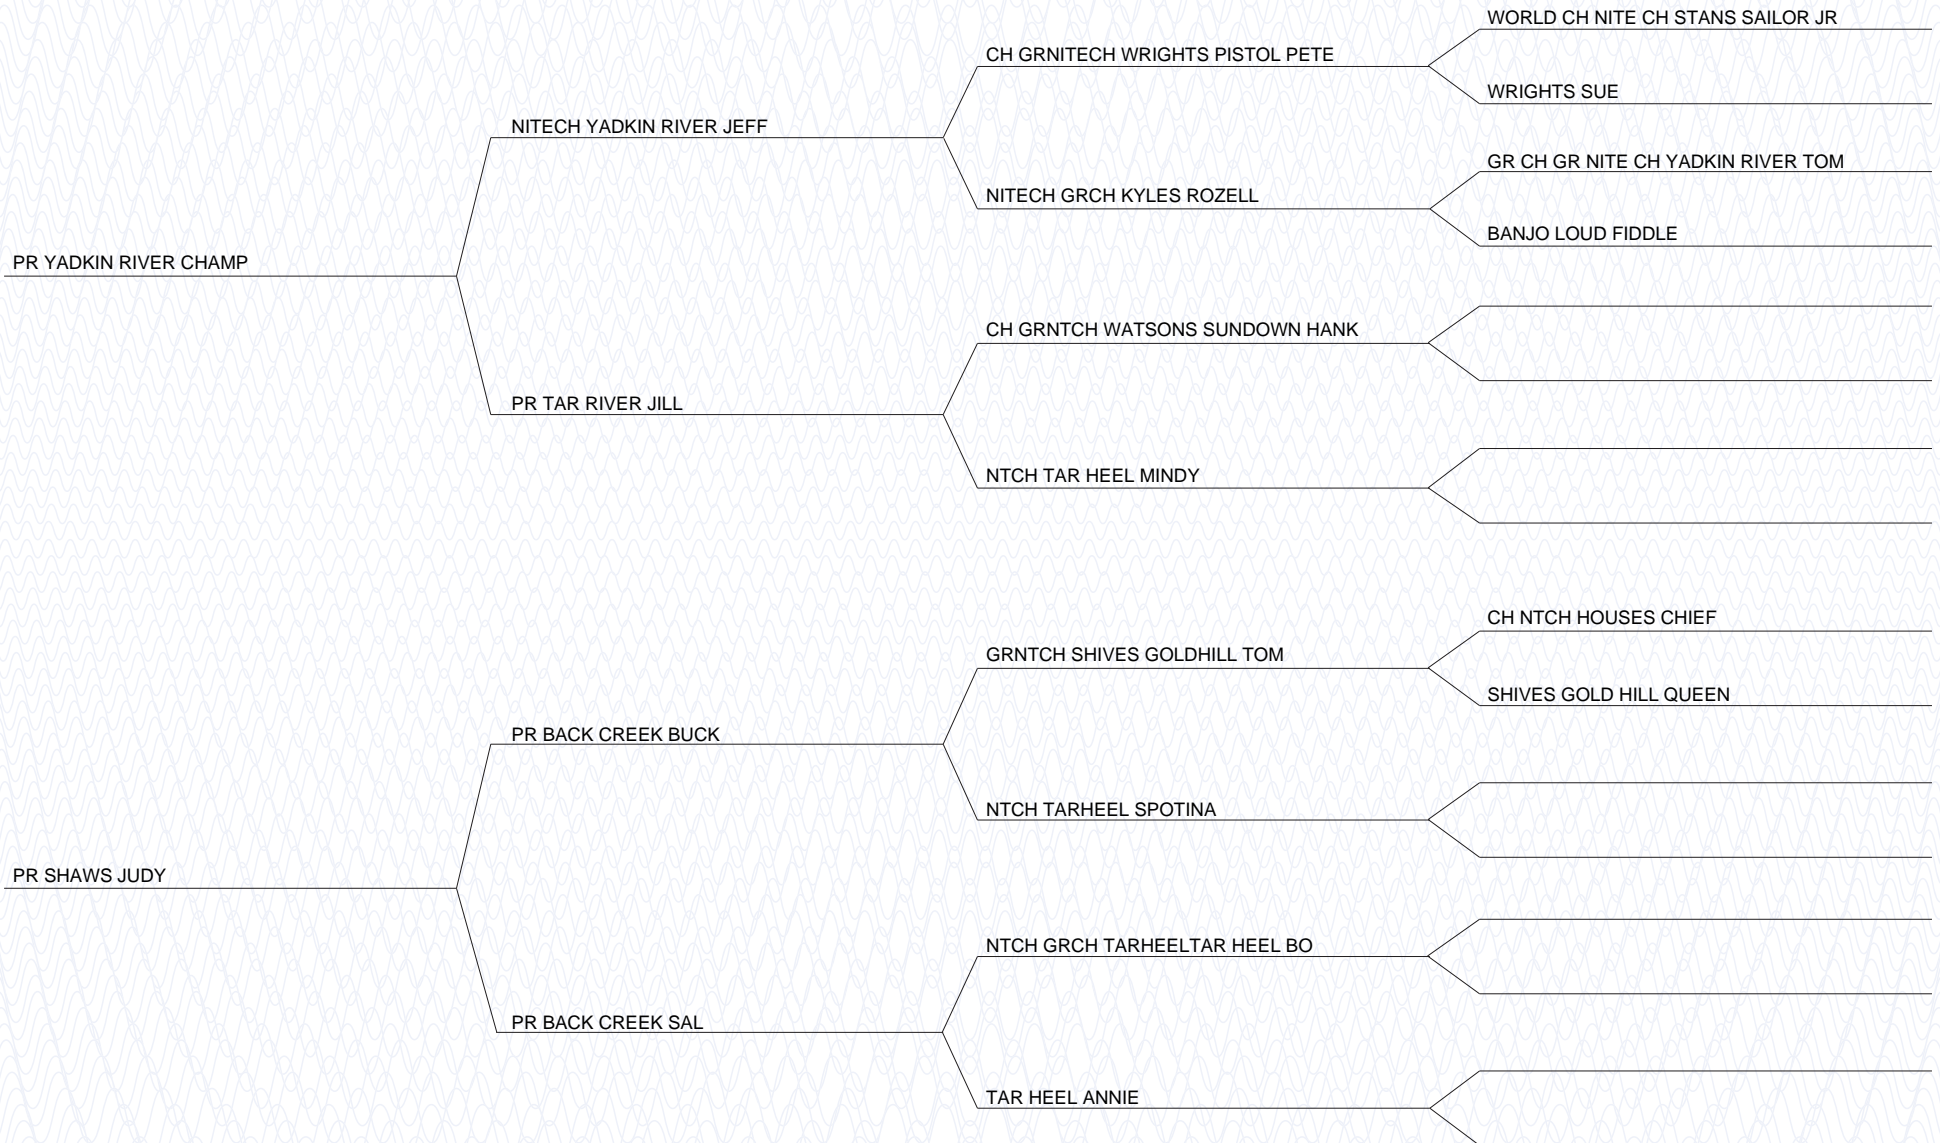 WORLD CH NITE CH STANS SAILOR JR
CH GRNITECH WRIGHTS PISTOL PETE
WRIGHTS SUE
NITECH YADKIN RIVER JEFF
GR CH GR NITE CH YADKIN RIVER TOM
NITECH GRCH KYLES ROZELL
BANJO LOUD FIDDLE
PR YADKIN RIVER CHAMP
CH GRNTCH WATSONS SUNDOWN HANK
PR TAR RIVER JILL
NTCH TAR HEEL MINDY
CH NTCH HOUSES CHIEF
GRNTCH SHIVES GOLDHILL TOM
SHIVES GOLD HILL QUEEN
PR BACK CREEK BUCK
NTCH TARHEEL SPOTINA
PR SHAWS JUDY
NTCH GRCH TARHEELTAR HEEL BO
PR BACK CREEK SAL
TAR HEEL ANNIE